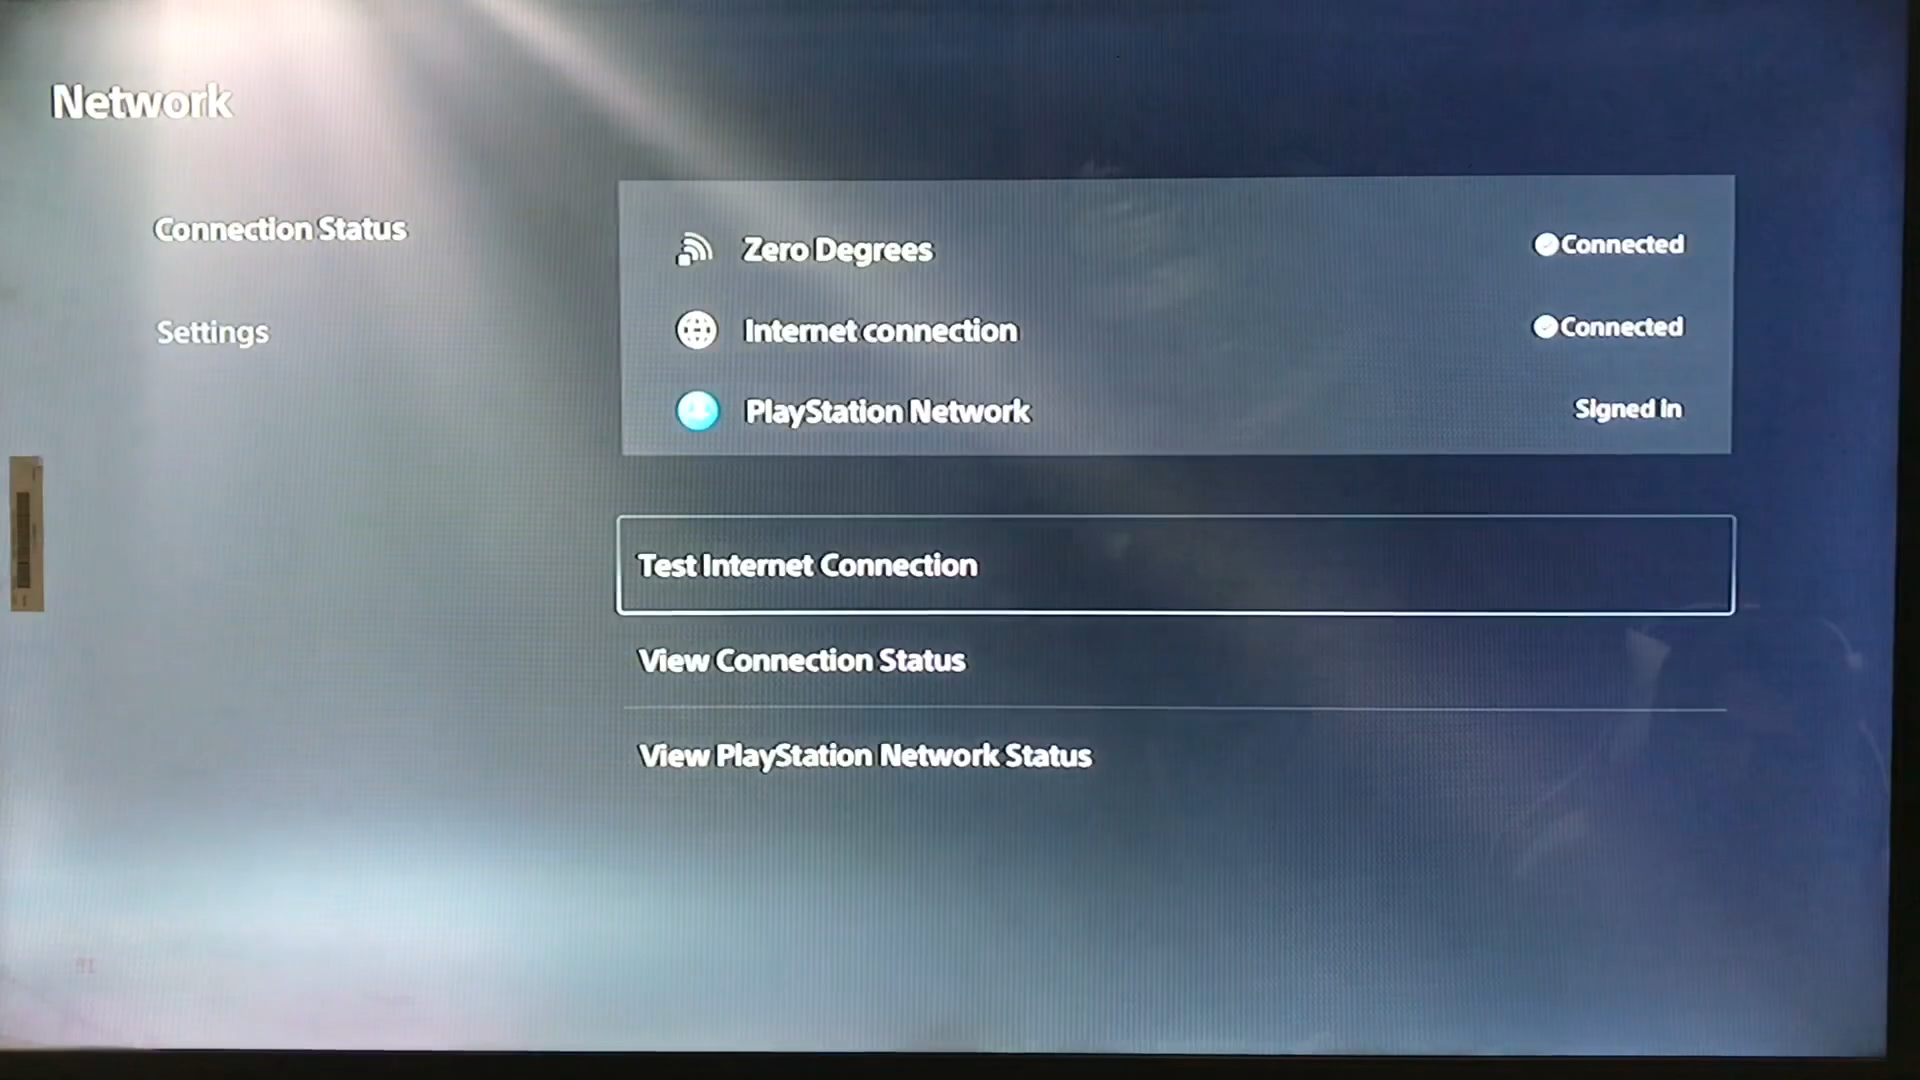 Network
Connection Status
Settings
Zero Degrees
Connected
Internet connection
Connected
PlayStation Network
Signed in
Test Internet Connection
View Connection Status
View PlayStation Network Status